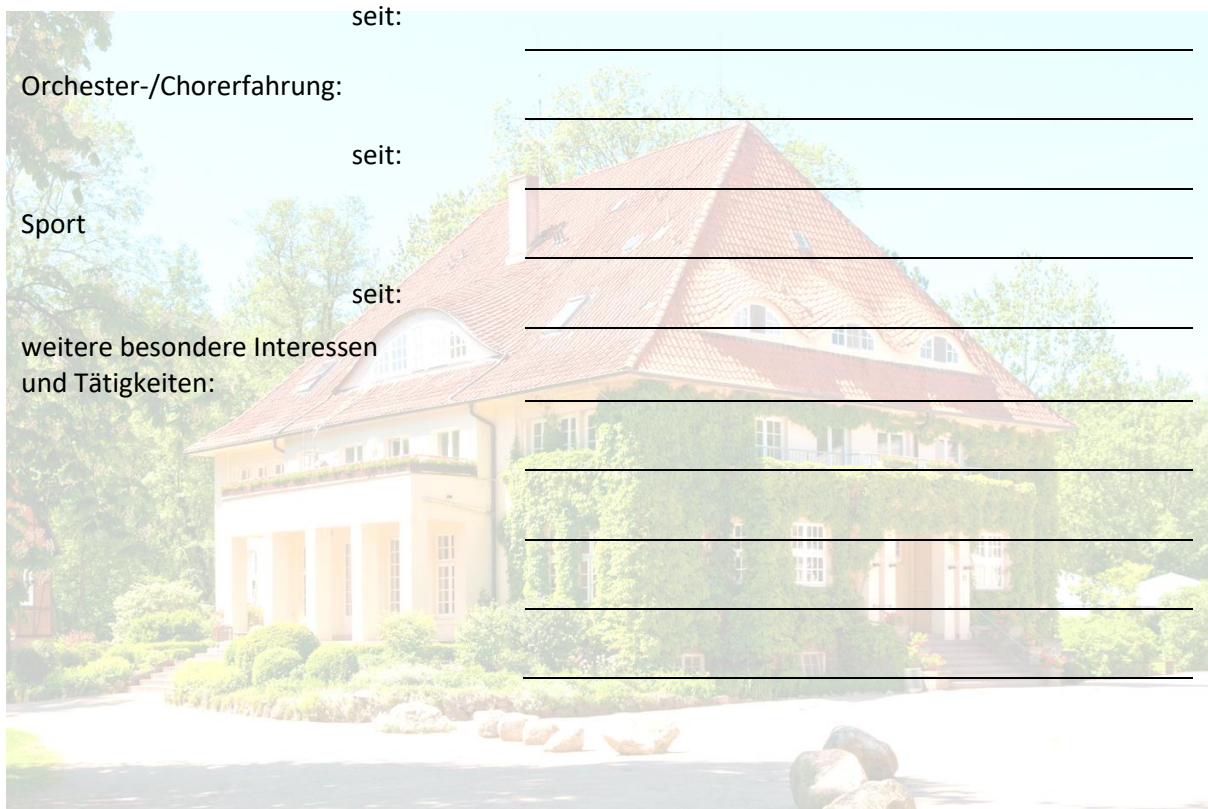 seit:
Orchester-/Chorerfahrung:
seit:
Sport
seit:
weitere besondere Interessen
und Tätigkeiten: